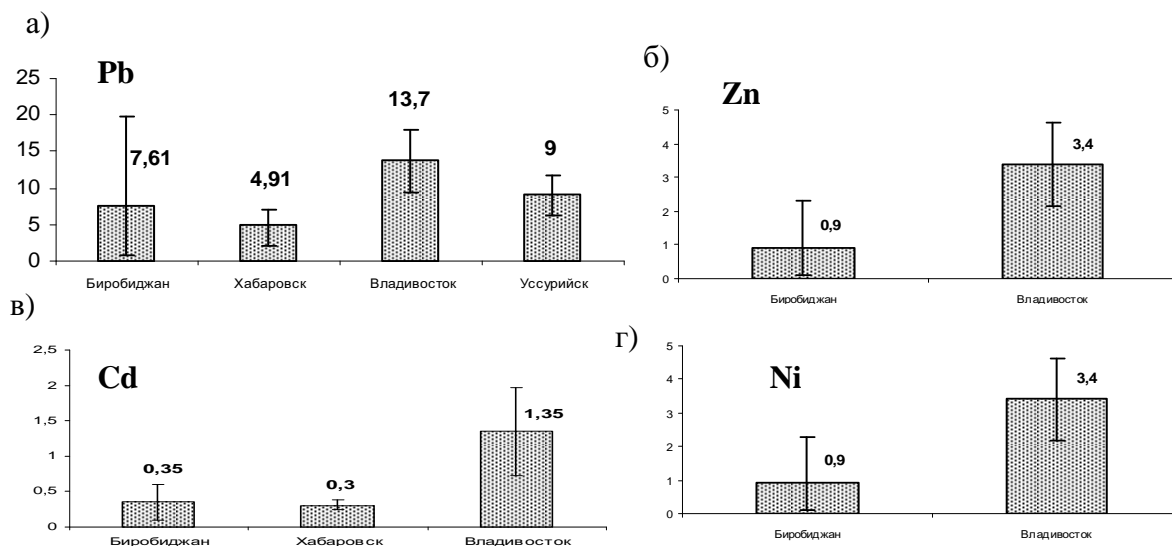 а)
Pb
25
20
15
10
5
0
7,61
4,91
13,7
9
Биробиджан Хабаровск Владивосток Уссурийск
б)
Zn
5
4
3
2
1
0
0,9
3,4
Биробиджан Владивосток
в)
Cd
2,5
2
1,5
1
0,5
0
0,35
0,3
1,35
Биробиджан Хабаровск Владивосток
г)
Ni
5
4
3
2
1
0
0,9
3,4
Биробиджан Владивосток